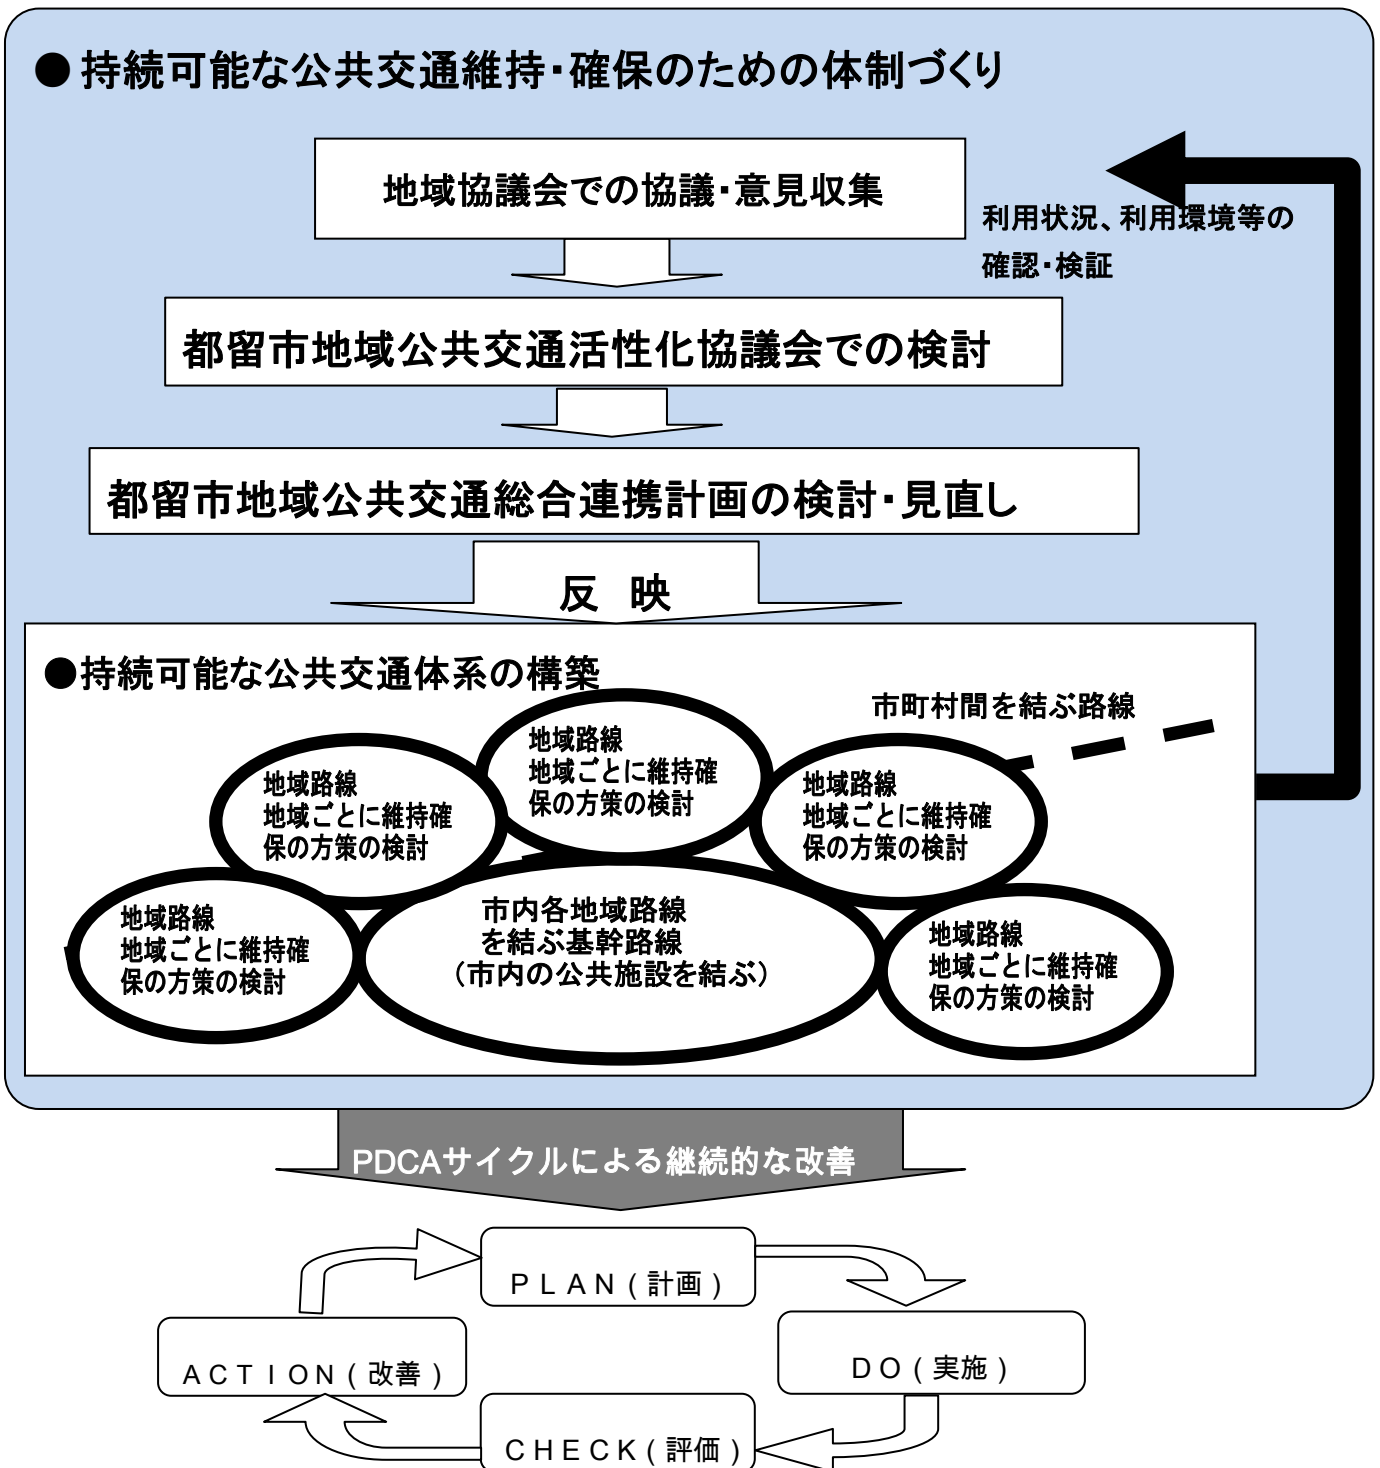 ●持続可能な公共交通維持・確保のための体制づくり
地域協議会での協議・意見収集
利用状況、利用環境等の
確認・検証
都留市地域公共交通活性化協議会での検討
都留市地域公共交通総合連携計画の検討・見直し
反 映
●持続可能な公共交通体系の構築
市町村間を結ぶ路線
地域路線
地域ごとに維持確
保の方策の検討
地域路線
地域ごとに維持確
保の方策の検討
地域路線
地域ごとに維持確
保の方策の検討
地域路線
地域ごとに維持確
保の方策の検討
市内各地域路線
を結ぶ基幹路線
（市内の公共施設を結ぶ）
地域路線
地域ごとに維持確
保の方策の検討
PDCAサイクルによる継続的な改善
ＰＬＡＮ（計画）
ＡＣＴＩＯＮ（改善）
ＤＯ（実施）
ＣＨＥＣＫ（評価）